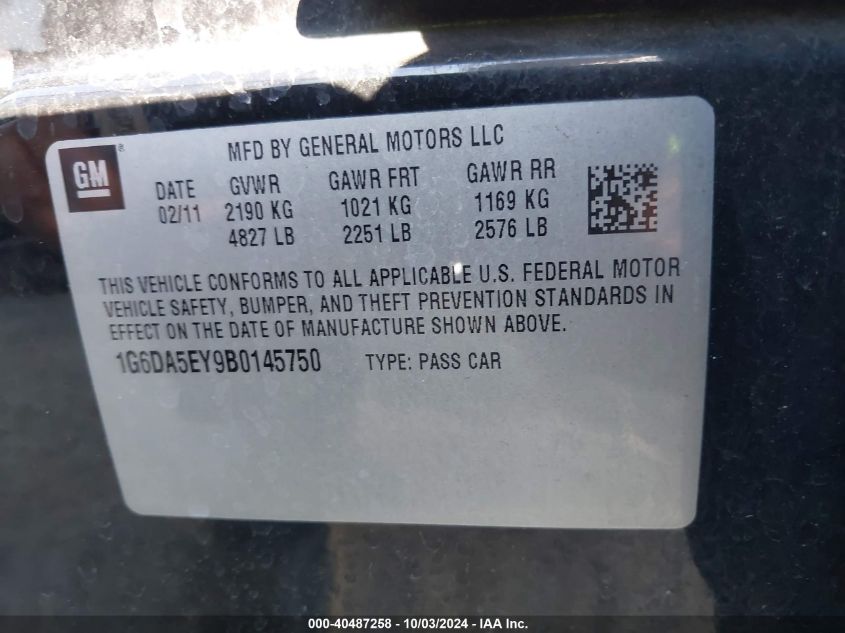 MFD BY GENERAL MOTORS LLC
GM®
DATE GVWR GAWR FRT GAWR RR
02/11 2190 KG 1021 KG 1169 KG
4827 LB 2251 LB 2576 LB
THIS VEHICLE CONFORMS TO ALL APPLICABLE U.S. FEDERAL MOTOR
VEHICLE SAFETY, BUMPER, AND THEFT PREVENTION STANDARDS IN
EFFECT ON THE DATE OF MANUFACTURE SHOWN ABOVE.
1G6DA5EY9B0145750 TYPE: PASS CAR
000-40487258 - 10/03/2024 - IAA Inc.